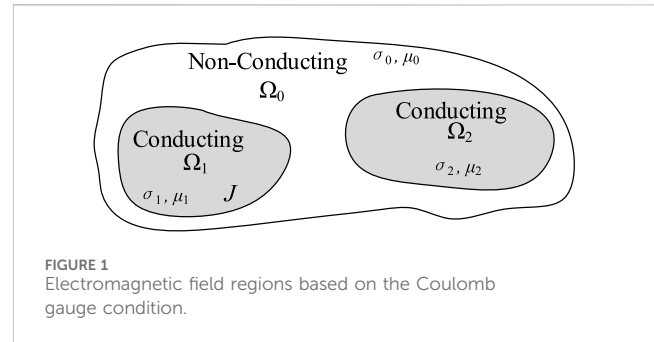 Non-Conducting σ₀, μ₀
Ω₀
Conducting
Ω₁
σ₁, μ₁ J
Conducting
Ω₂
σ₂, μ₂
FIGURE 1
Electromagnetic field regions based on the Coulomb
gauge condition.